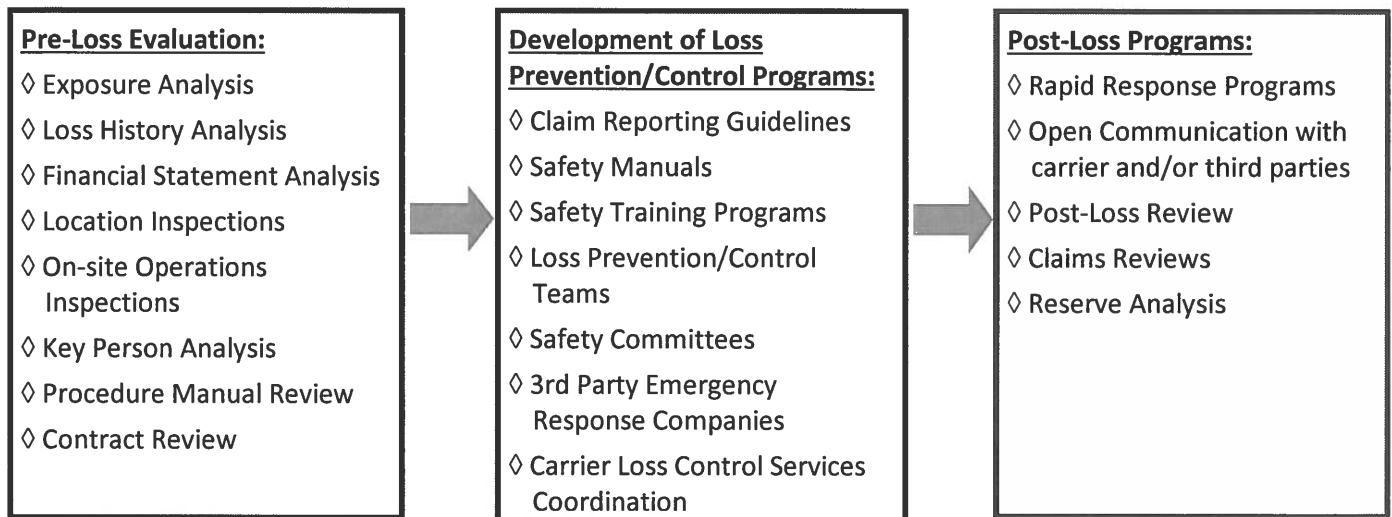 Pre-Loss Evaluation:
◊ Exposure Analysis
◊ Loss History Analysis
◊ Financial Statement Analysis
◊ Location Inspections
◊ On-site Operations
Inspections
◊ Key Person Analysis
◊ Procedure Manual Review
◊ Contract Review
Development of Loss
Prevention/Control Programs:
◊ Claim Reporting Guidelines
◊ Safety Manuals
◊ Safety Training Programs
◊ Loss Prevention/Control
Teams
◊ Safety Committees
◊ 3rd Party Emergency
Response Companies
◊ Carrier Loss Control Services
Coordination
Post-Loss Programs:
◊ Rapid Response Programs
◊ Open Communication with
carrier and/or third parties
◊ Post-Loss Review
◊ Claims Reviews
◊ Reserve Analysis